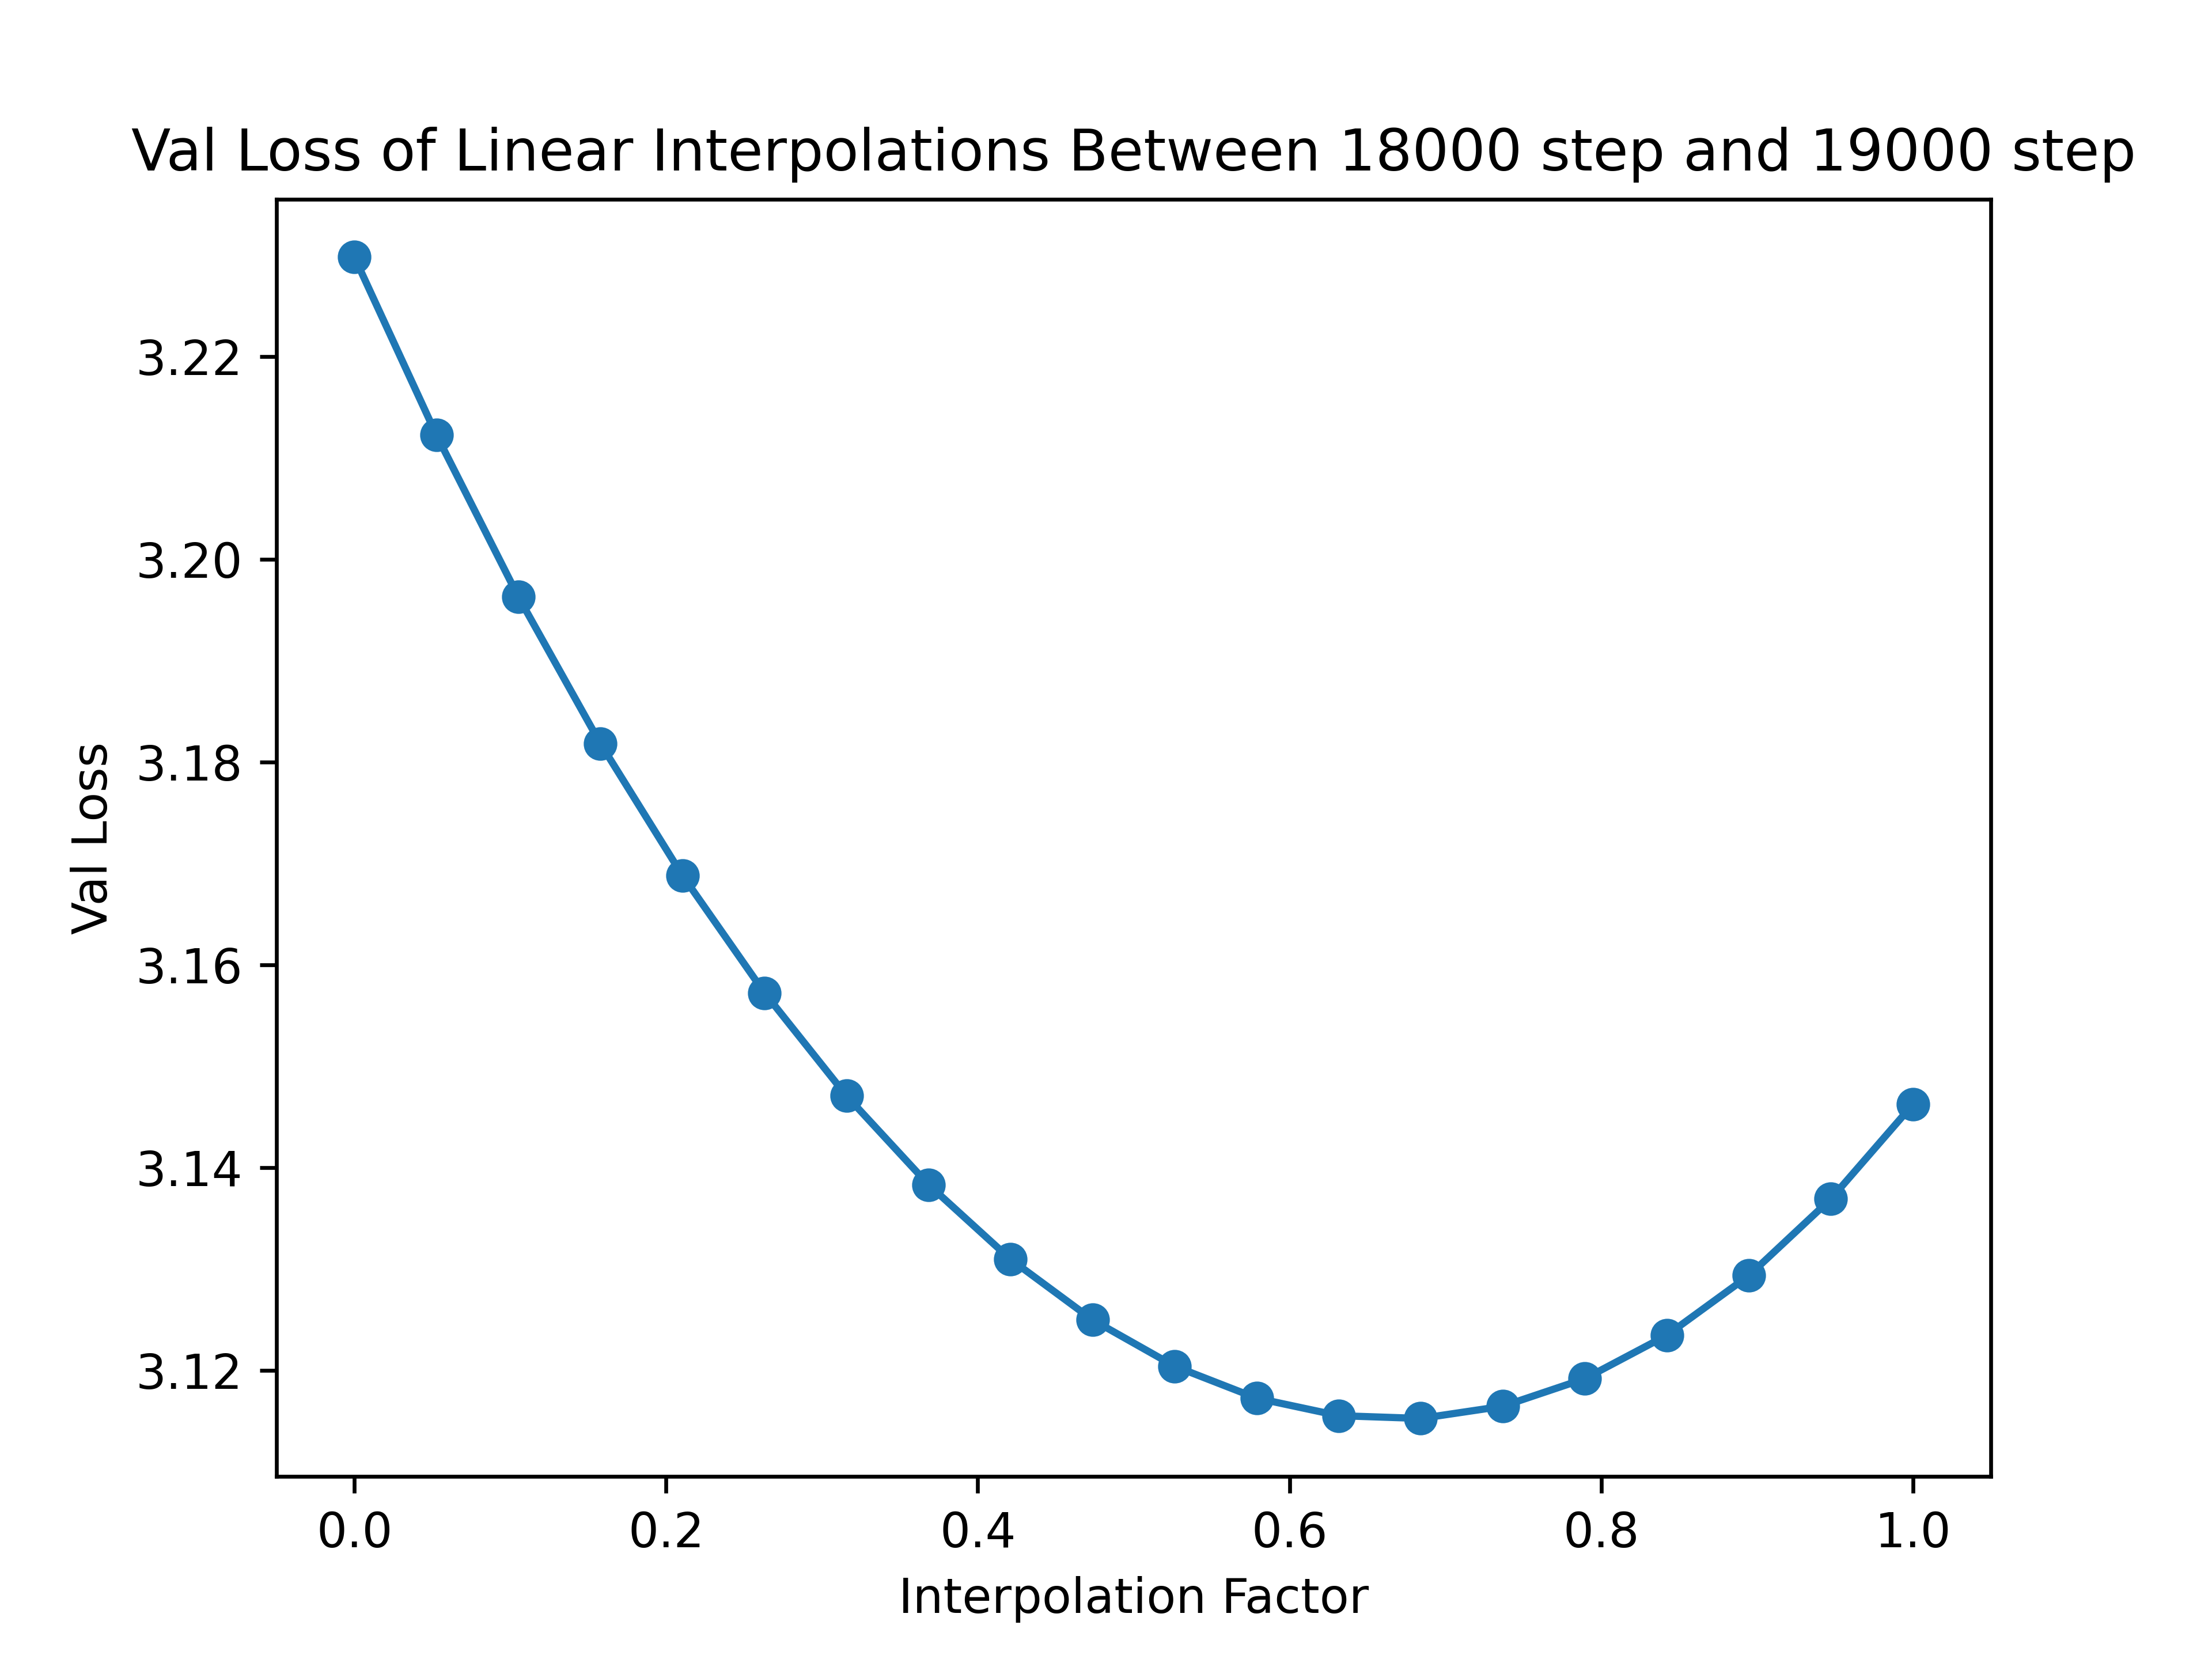 Val Loss of Linear Interpolations Between 18000 step and 19000 step
Val Loss
3.22
3.20
3.18
3.16
3.14
3.12
0.0 0.2 0.4 0.6 0.8 1.0
Interpolation Factor